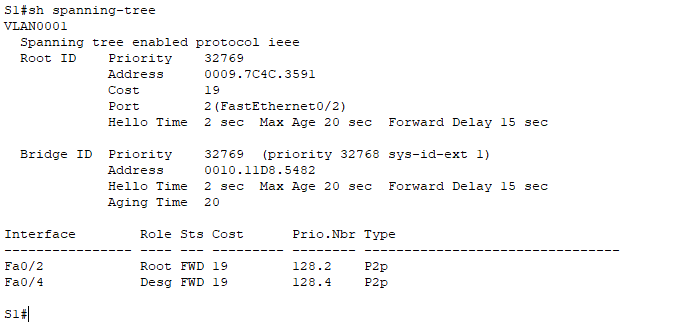 S1#sh spanning-tree
VLAN0001
  Spanning tree enabled protocol ieee
  Root ID    Priority    32769
             Address     0009.7C4C.3591
             Cost        19
             Port        2(FastEthernet0/2)
             Hello Time  2 sec  Max Age 20 sec  Forward Delay 15 sec

  Bridge ID  Priority    32769  (priority 32768 sys-id-ext 1)
             Address     0010.11D8.5482
             Hello Time  2 sec  Max Age 20 sec  Forward Delay 15 sec
             Aging Time  20

Interface        Role Sts Cost      Prio.Nbr Type
---------------- ---- --- --------- -------- --------------------------------
Fa0/2            Root FWD 19        128.2    P2p
Fa0/4            Desg FWD 19        128.4    P2p

S1#